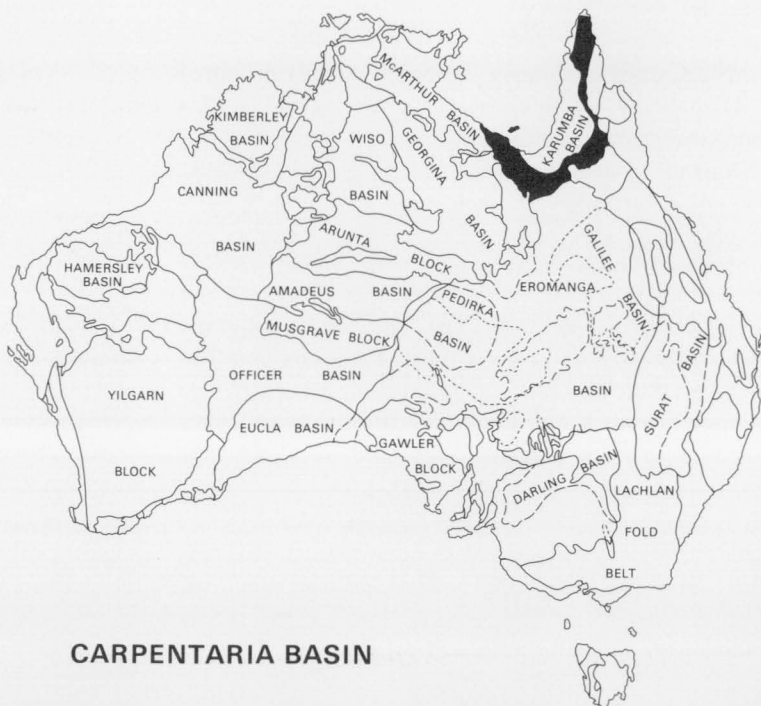 McARTHUR BASIN
KARUMBA
BASIN
KIMBERLEY
BASIN
WISO
BASIN
GEORGINA
BASIN
CANNING
BASIN
ARUNTA
BLOCK
GALILEE
BASIN
HAMERSLEY
BASIN
AMADEUS BASIN
PEDIRKA
BASIN
EROMANGA
BASIN
MUSGRAVE BLOCK
OFFICER BASIN
YILGARN
BLOCK
SURAT
BASIN
EUCLA BASIN
GAWLER
BLOCK
DARLING BASIN
LACHLAN
FOLD
BELT
CARPENTARIA BASIN